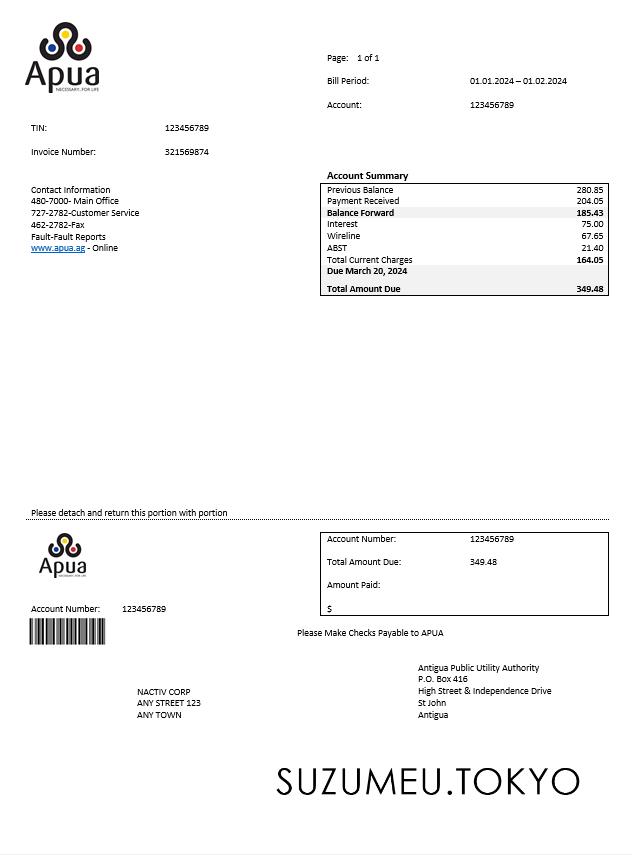 Apua
NECESSARY..FOR LIFE
Page: 1 of 1
Bill Period: 01.01.2024 – 01.02.2024
Account: 123456789
TIN: 123456789
Invoice Number: 321569874
Contact Information
480-7000- Main Office
727-2782-Customer Service
462-2782-Fax
Fault-Fault Reports
www.apua.ag - Online
Account Summary
Previous Balance 280.85
Payment Received 204.05
Balance Forward 185.43
Interest 75.00
Wireline 67.65
ABST 21.40
Total Current Charges 164.05
Due March 20, 2024
Total Amount Due 349.48
Please detach and return this portion with portion
Apua
NECESSARY..FOR LIFE
Account Number: 123456789
Account Number: 123456789
Total Amount Due: 349.48
Amount Paid:
$
Please Make Checks Payable to APUA
NACTIV CORP
ANY STREET 123
ANY TOWN
Antigua Public Utility Authority
P.O. Box 416
High Street & Independence Drive
St John
Antigua
SUZUMEU.TOKYO